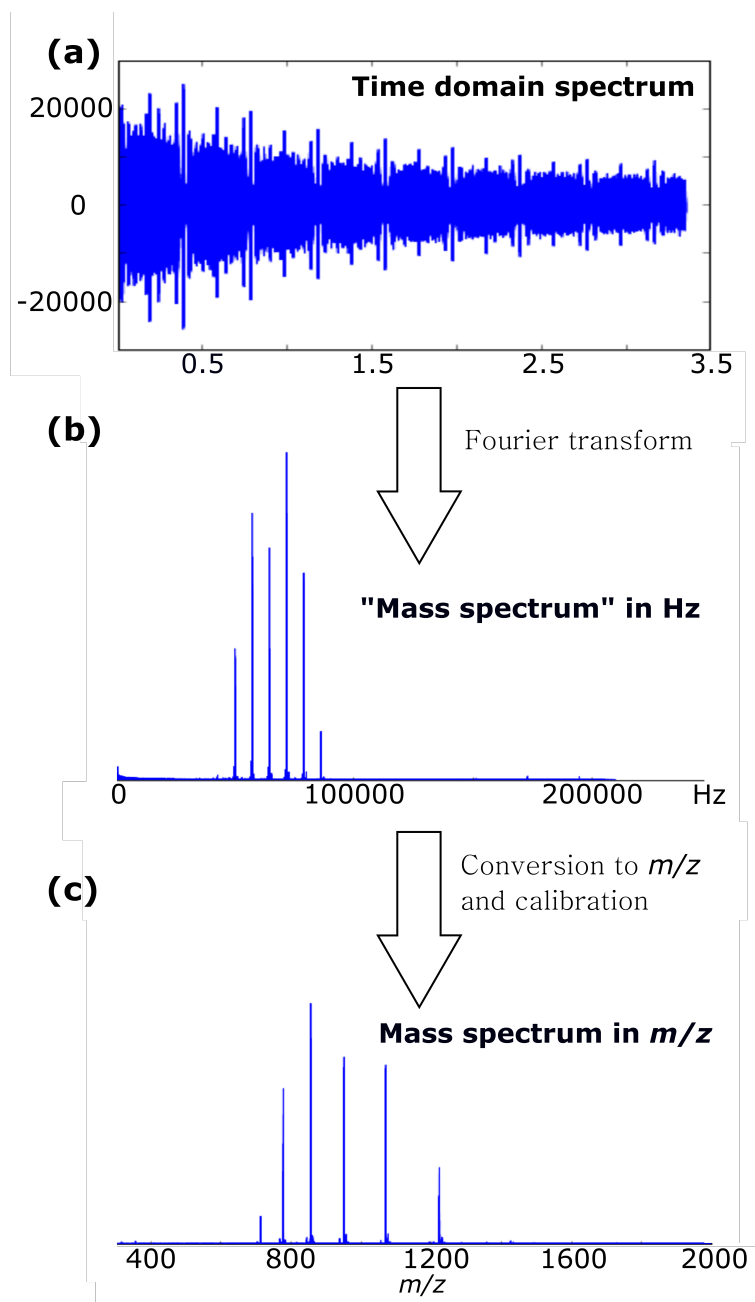 (a)
Time domain spectrum
20000
0
-20000
0.5 1.5 2.5 3.5
(b)
Fourier transform
"Mass spectrum" in Hz
0 100000 200000 Hz
(c)
Conversion to m/z
and calibration
Mass spectrum in m/z
400 800 1200 1600 2000
m/z